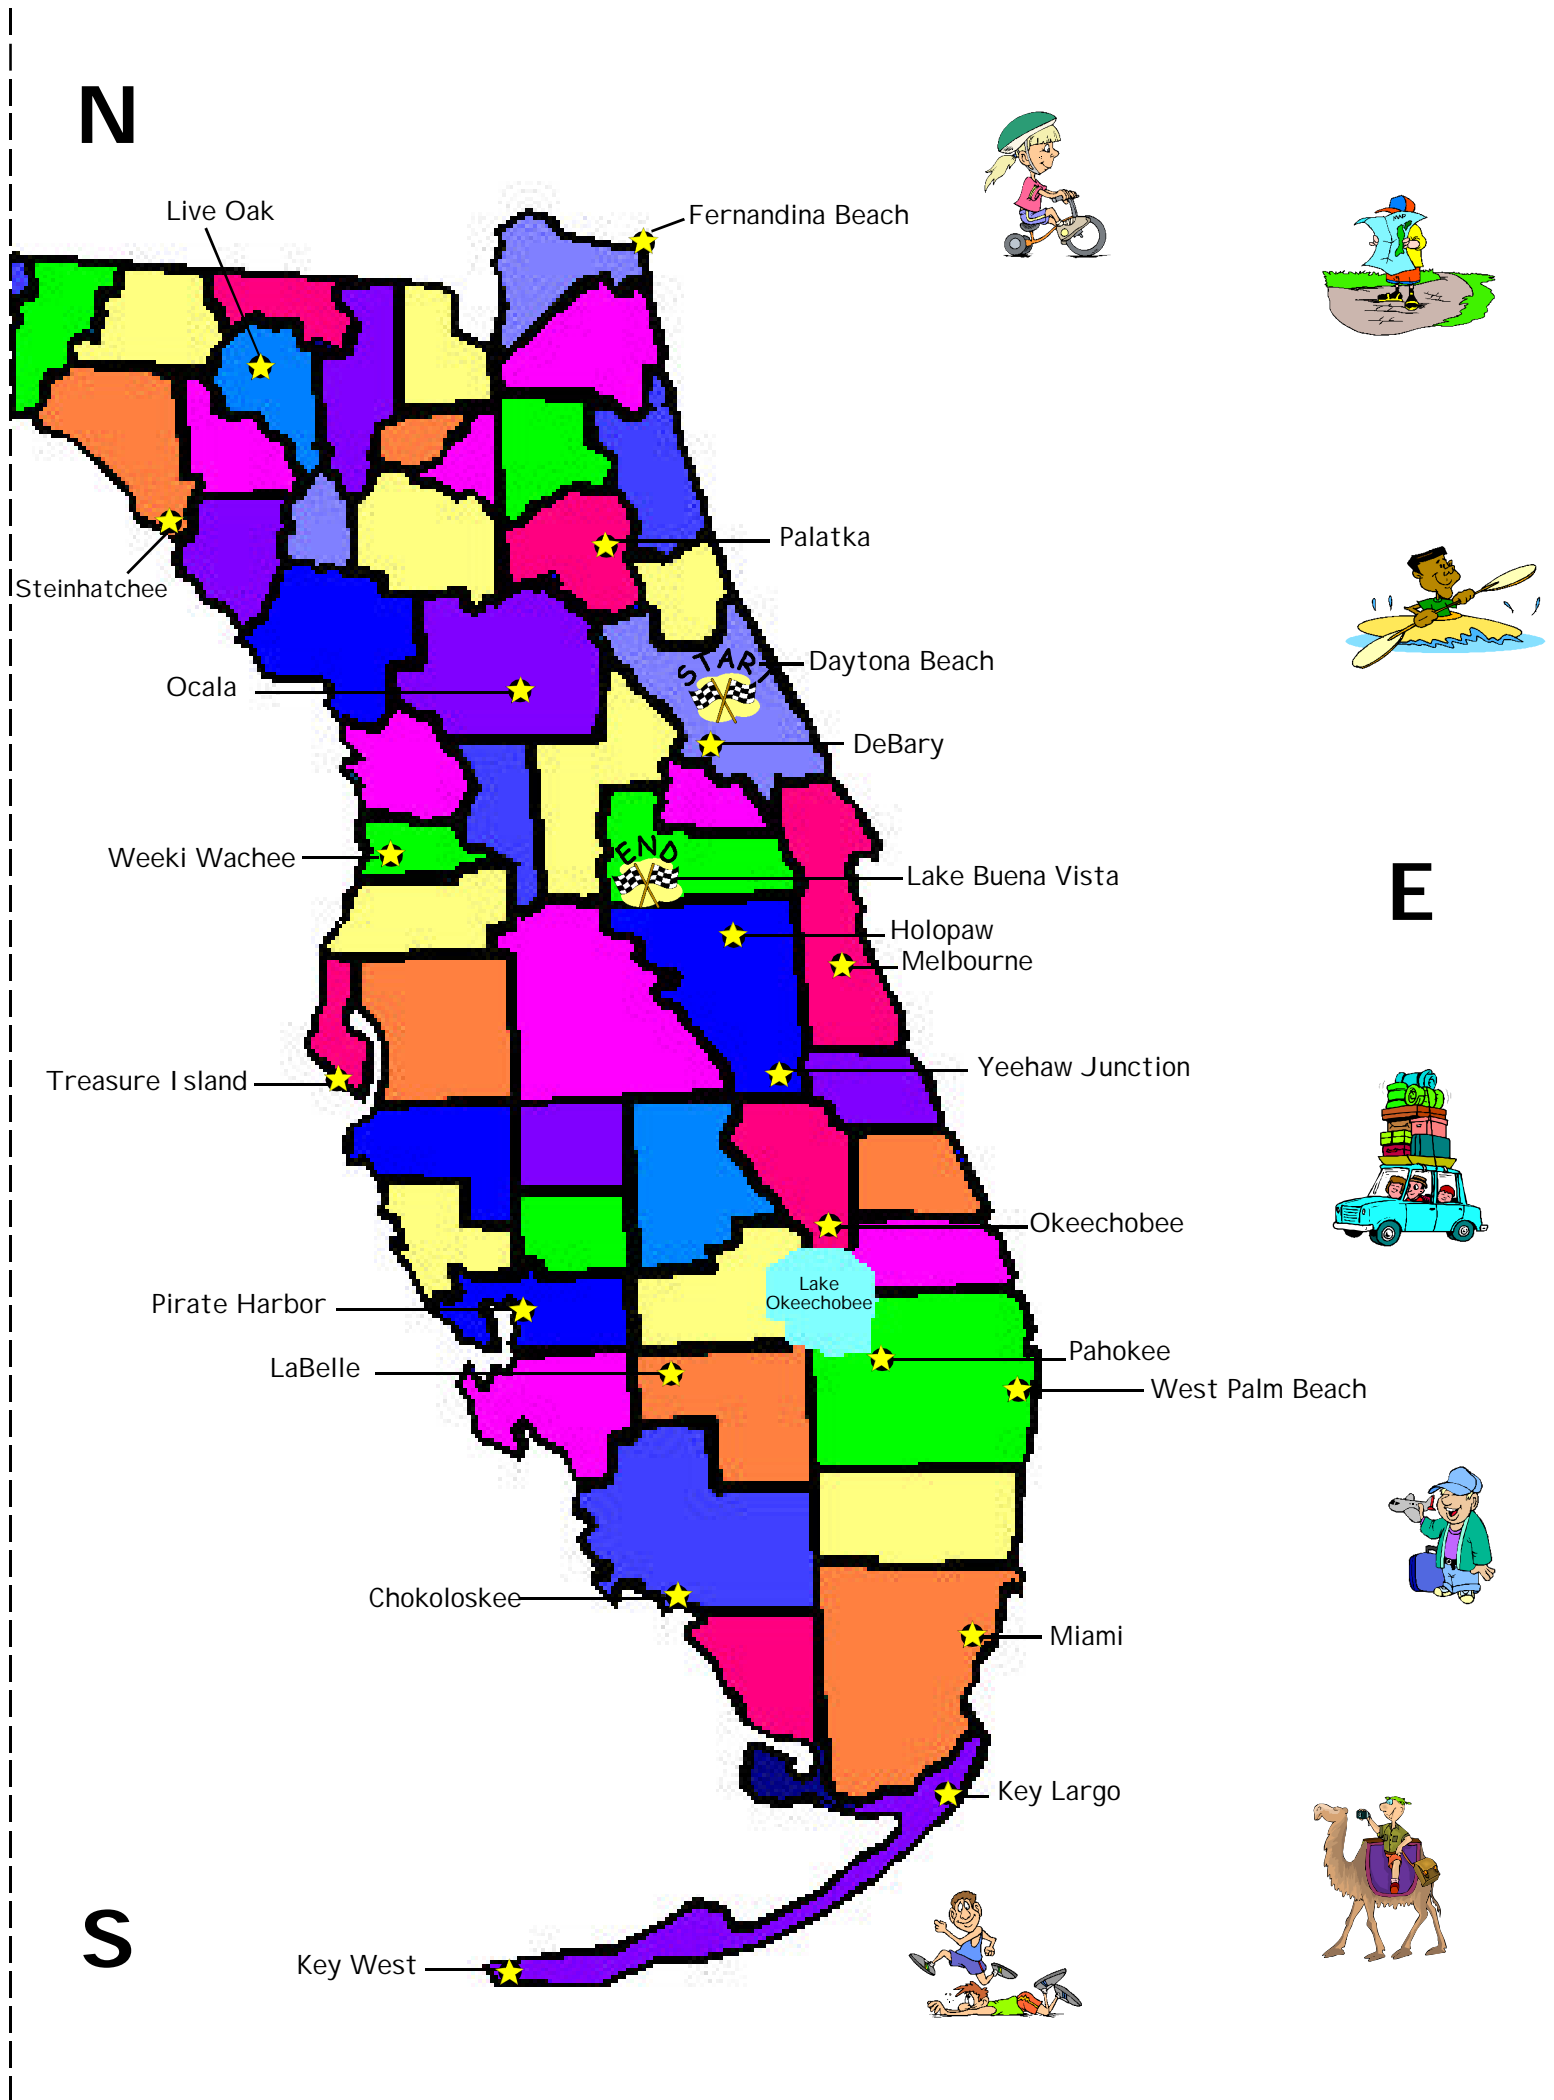 N
Live Oak
Fernandina Beach
MAP
Palatka
Steinhatchee
START
Daytona Beach
Ocala
DeBary
END
Weeki Wachee
Lake Buena Vista
E
Holopaw
Melbourne
Yeehaw Junction
Treasure Island
Okeechobee
Lake
Okeechobee
Pirate Harbor
Pahokee
LaBelle
West Palm Beach
Chokoloskee
Miami
Key Largo
S
Key West